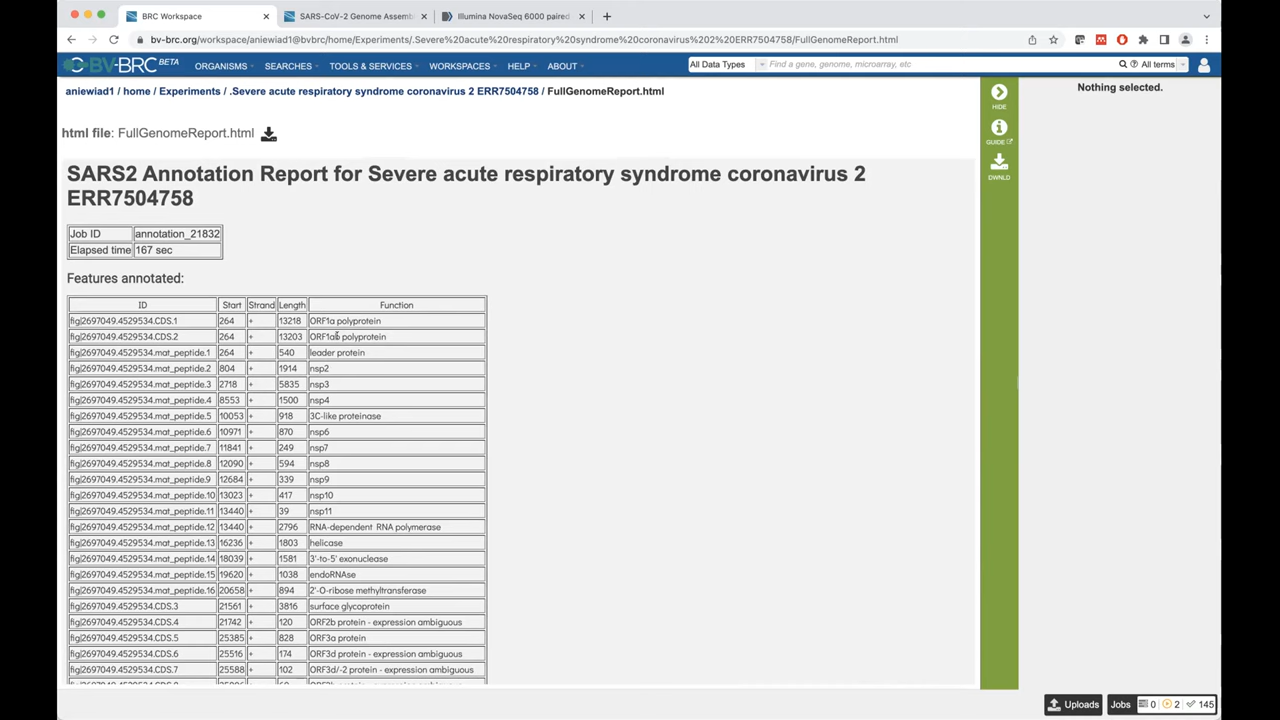 BRC Workspace
SARS-CoV-2 Genome Assemb
Illumina NovaSeq 6000 paired
bv-brc.org/workspace/aniewiad1@bvbrc/home/Experiments/.Severe%20acute%20respiratory%20syndrome%20coronavirus%202%20ERR7504758/FullGenomeReport.html
BV-BRC BETA ORGANISMS SEARCHES TOOLS & SERVICES WORKSPACES HELP ABOUT All Data Types Find a gene, genome, microarray, etc All terms
aniewiad1 / home / Experiments / .Severe acute respiratory syndrome coronavirus 2 ERR7504758 / FullGenomeReport.html
HIDE
GUIDE
DWNLD
Nothing selected.
html file: FullGenomeReport.html
SARS2 Annotation Report for Severe acute respiratory syndrome coronavirus 2
ERR7504758
Job ID annotation_21832
Elapsed time 167 sec
Features annotated:
ID Start Strand Length Function
fig|2697049.4529534.CDS.1 264 + 13218 ORF1a polyprotein
fig|2697049.4529534.CDS.2 264 + 13203 ORF1ab polyprotein
fig|2697049.4529534.mat_peptide.1 264 + 540 leader protein
fig|2697049.4529534.mat_peptide.2 804 + 1914 nsp2
fig|2697049.4529534.mat_peptide.3 2718 + 5835 nsp3
fig|2697049.4529534.mat_peptide.4 8553 + 1500 nsp4
fig|2697049.4529534.mat_peptide.5 10053 + 918 3C-like proteinase
fig|2697049.4529534.mat_peptide.6 10971 + 870 nsp6
fig|2697049.4529534.mat_peptide.7 11841 + 249 nsp7
fig|2697049.4529534.mat_peptide.8 12090 + 594 nsp8
fig|2697049.4529534.mat_peptide.9 12684 + 339 nsp9
fig|2697049.4529534.mat_peptide.10 13023 + 417 nsp10
fig|2697049.4529534.mat_peptide.11 13440 + 39 nsp11
fig|2697049.4529534.mat_peptide.12 13440 + 2796 RNA-dependent RNA polymerase
fig|2697049.4529534.mat_peptide.13 16236 + 1803 helicase
fig|2697049.4529534.mat_peptide.14 18039 + 1581 3'-to-5' exonuclease
fig|2697049.4529534.mat_peptide.15 19620 + 1038 endoRNAse
fig|2697049.4529534.mat_peptide.16 20658 + 894 2'-O-ribose methyltransferase
fig|2697049.4529534.CDS.3 21561 + 3816 surface glycoprotein
fig|2697049.4529534.CDS.4 21742 + 120 ORF2b protein - expression ambiguous
fig|2697049.4529534.CDS.5 25385 + 828 ORF3a protein
fig|2697049.4529534.CDS.6 25516 + 174 ORF3d protein - expression ambiguous
fig|2697049.4529534.CDS.7 25588 + 102 ORF3d/-2 protein - expression ambiguous
Uploads Jobs 0 2 145